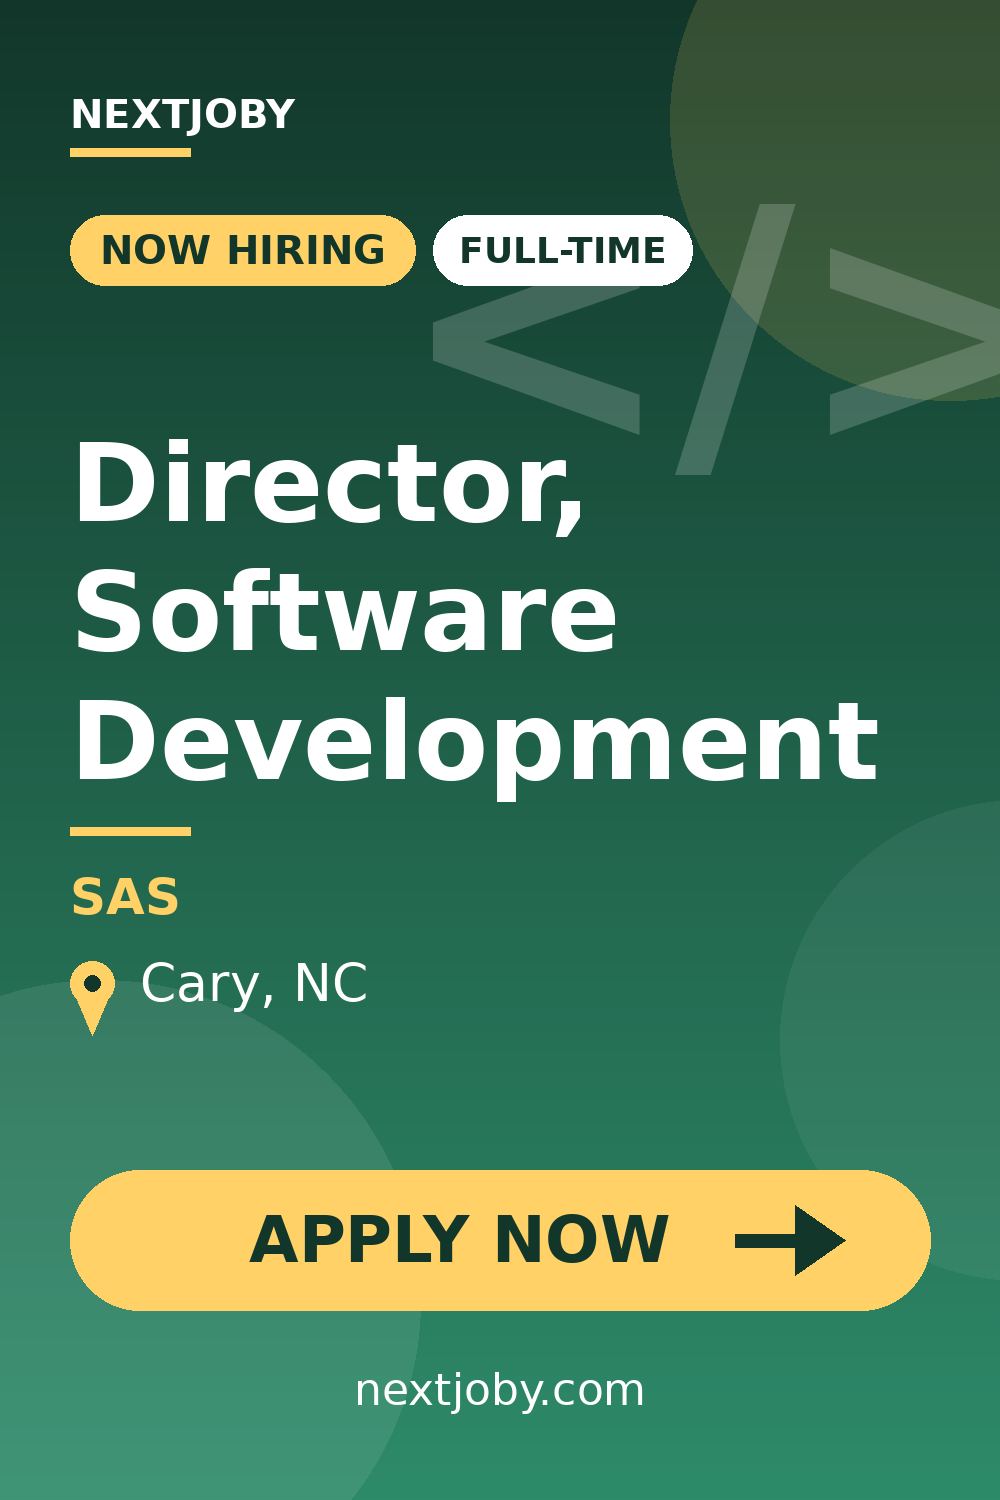 NEXTJOBY
NOW HIRING FULL-TIME
</>
Director,
Software
Development
SAS
Cary, NC
APPLY NOW
nextjoby.com